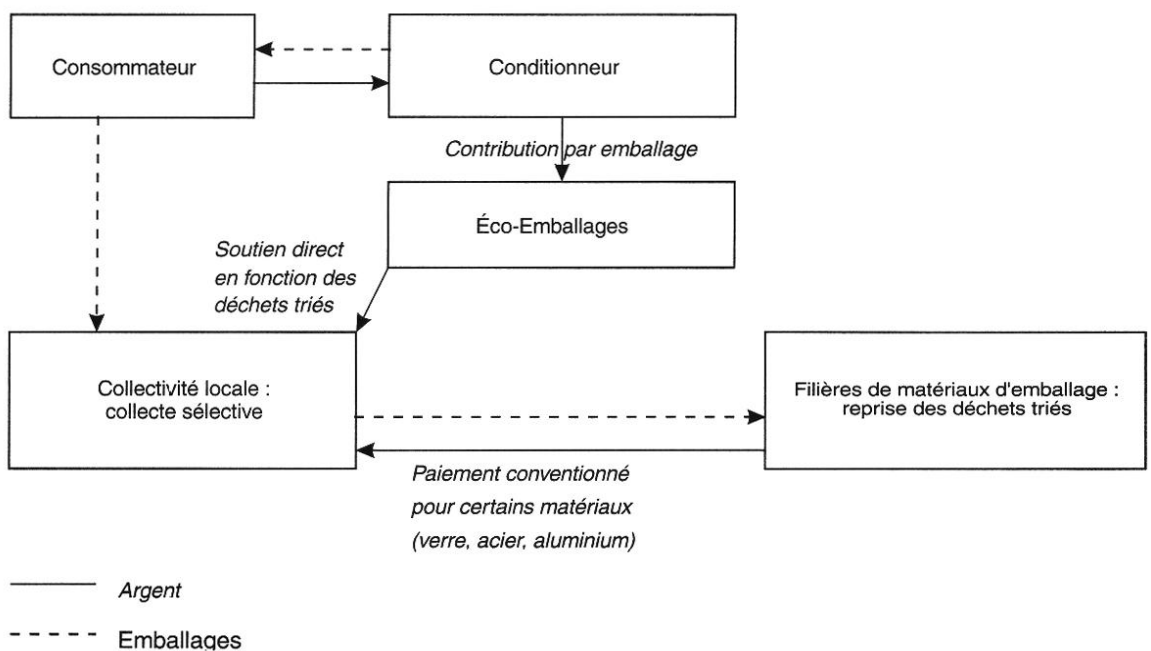 Consommateur
Conditionneur
Contribution par emballage
Éco-Emballages
Soutien direct
en fonction des
déchets triés
Collectivité locale :
collecte sélective
Filières de matériaux d'emballage :
reprise des déchets triés
Paiement conventionné
pour certains matériaux
(verre, acier, aluminium)
Argent
Emballages